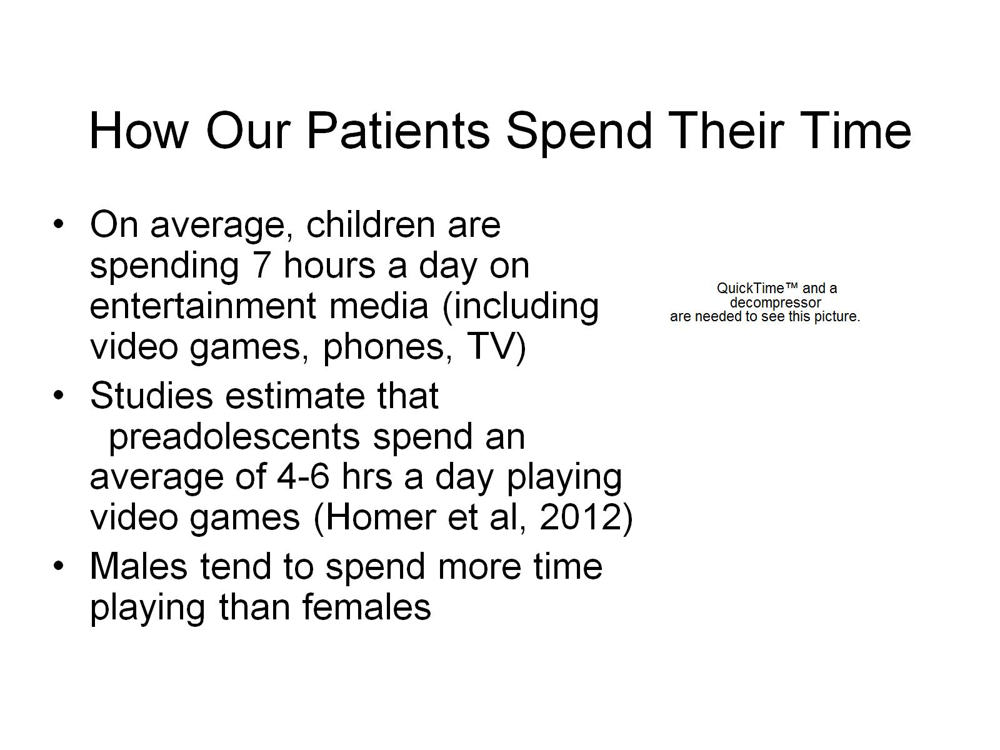 How Our Patients Spend Their Time
• On average, children are
spending 7 hours a day on
entertainment media (including
video games, phones, TV)
• Studies estimate that
preadolescents spend an
average of 4-6 hrs a day playing
video games (Homer et al, 2012)
• Males tend to spend more time
playing than females
QuickTime™ and a
decompressor
are needed to see this picture.